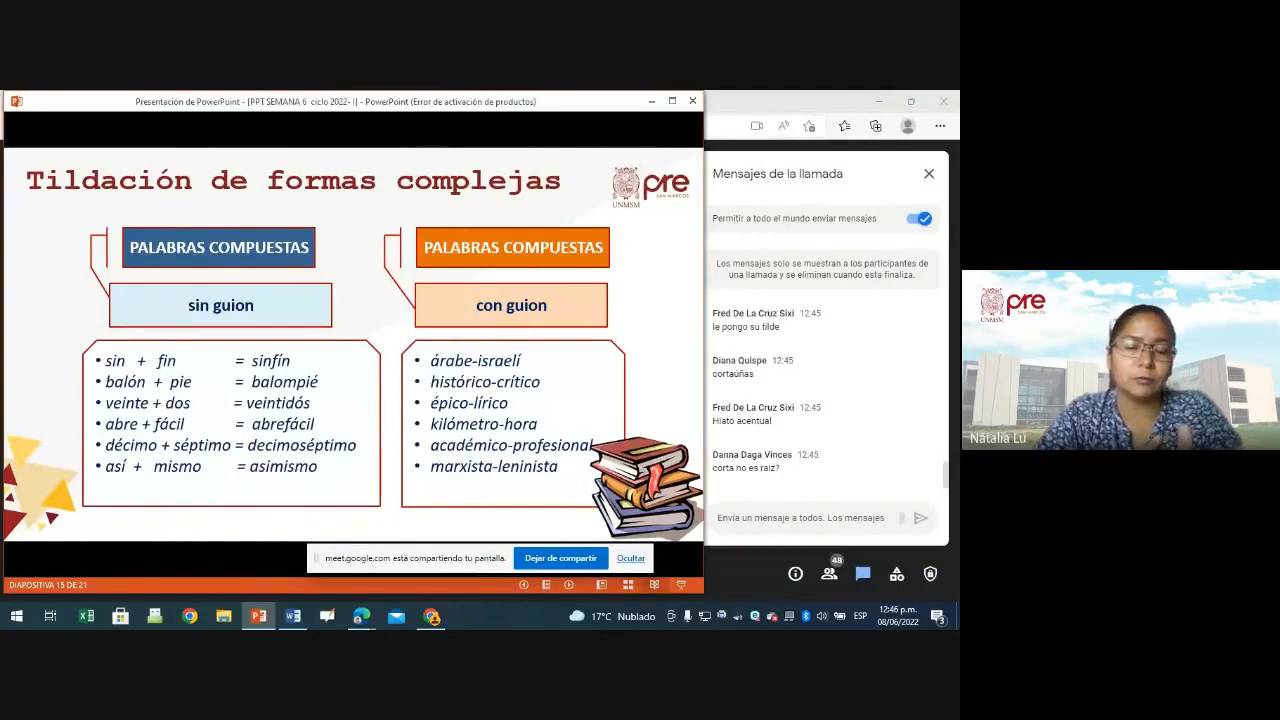 Presentación de PowerPoint - [PPT SEMANA 6 ciclo 2022- I] - PowerPoint (Error de activación de productos)
Tildación de formas complejas
UNMSM
pre
SAN MARCOS
PALABRAS COMPUESTAS
PALABRAS COMPUESTAS
sin guion
con guion
• sin + fin = sinfín
• balón + pie = balompié
• veinte + dos = veintidós
• abre + fácil = abrefácil
• décimo + séptimo = decimoséptimo
• así + mismo = asimismo
• árabe-israelí
• histórico-crítico
• épico-lírico
• kilómetro-hora
• académico-profesional
• marxista-leninista
meet.google.com está compartiendo tu pantalla.
Dejar de compartir
Ocultar
DIAPOSITIVA 15 DE 21
Mensajes de la llamada
Permitir a todo el mundo enviar mensajes
Los mensajes solo se muestran a los participantes de
una llamada y se eliminan cuando esta finaliza.
Fred De La Cruz Sixi 12:45
le pongo su tilde
Diana Quispe 12:45
cortaúñas
Fred De La Cruz Sixi 12:45
Hiato acentual
Danna Daga Vinces 12:45
corta no es raiz?
Envía un mensaje a todos. Los mensajes
48
17°C Nublado
ESP
12:46 p.m.
08/06/2022
3
UNMSM
pre
SAN MARCOS
Natalia Lu